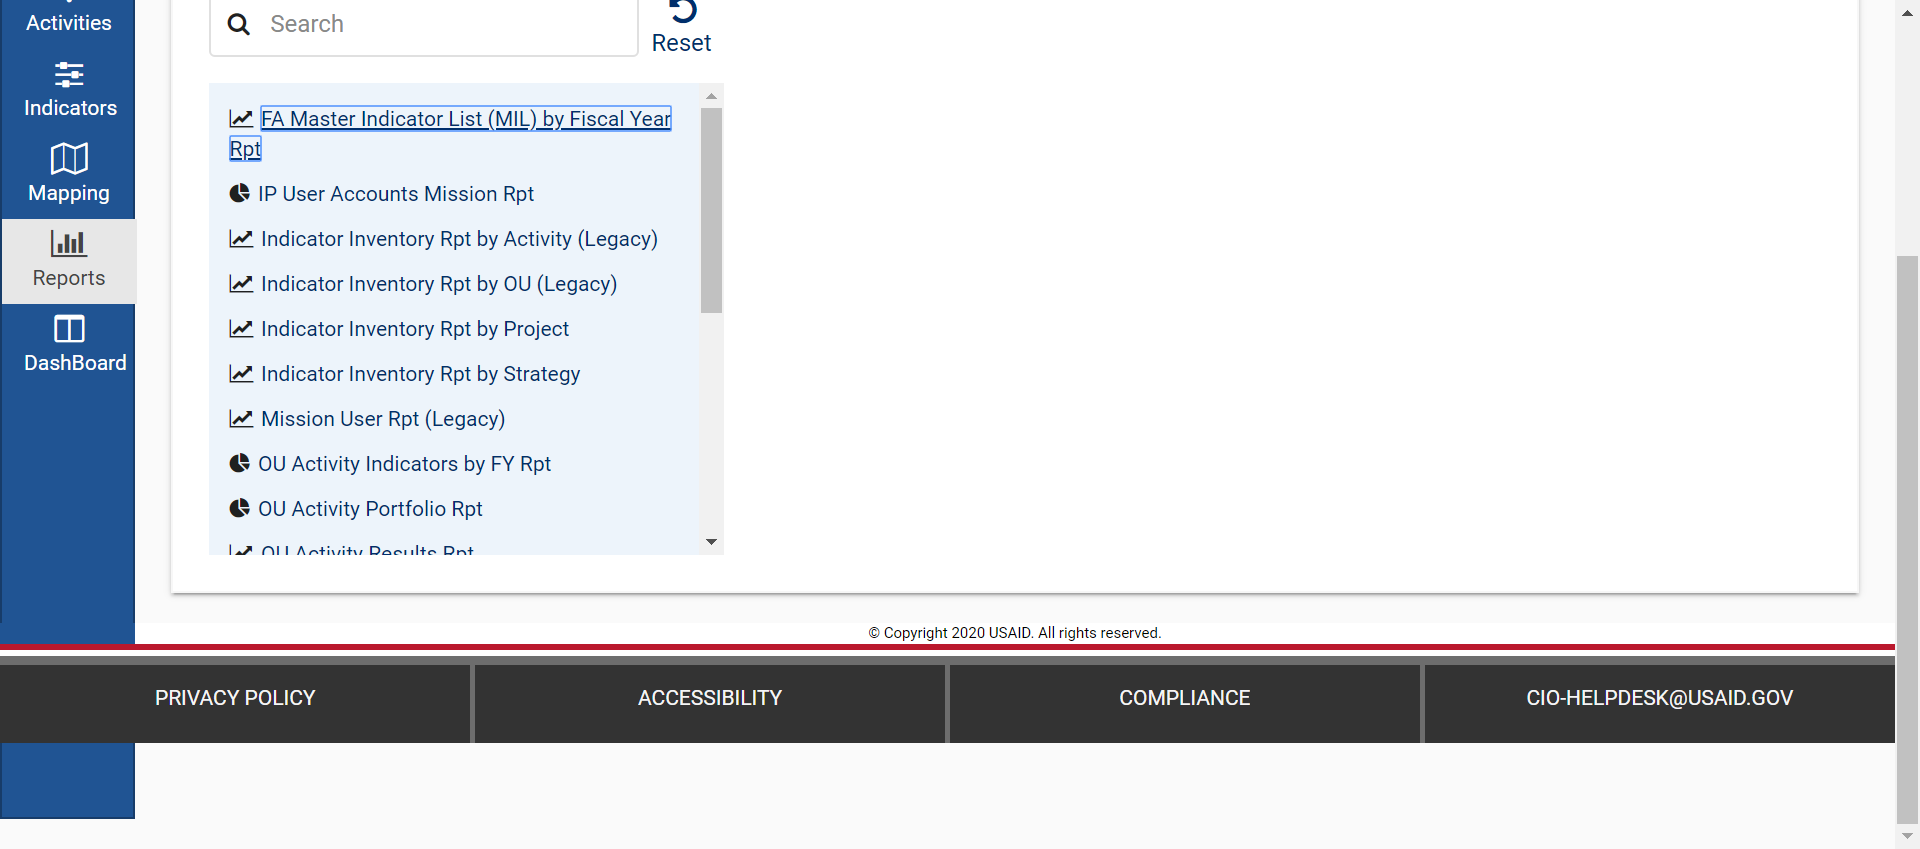 Activities
Indicators
Mapping
Reports
DashBoard
Search
Reset
FA Master Indicator List (MIL) by Fiscal Year
Rpt
IP User Accounts Mission Rpt
Indicator Inventory Rpt by Activity (Legacy)
Indicator Inventory Rpt by OU (Legacy)
Indicator Inventory Rpt by Project
Indicator Inventory Rpt by Strategy
Mission User Rpt (Legacy)
OU Activity Indicators by FY Rpt
OU Activity Portfolio Rpt
OU Activity Results Rpt
© Copyright 2020 USAID. All rights reserved.
PRIVACY POLICY
ACCESSIBILITY
COMPLIANCE
CIO-HELPDESK@USAID.GOV